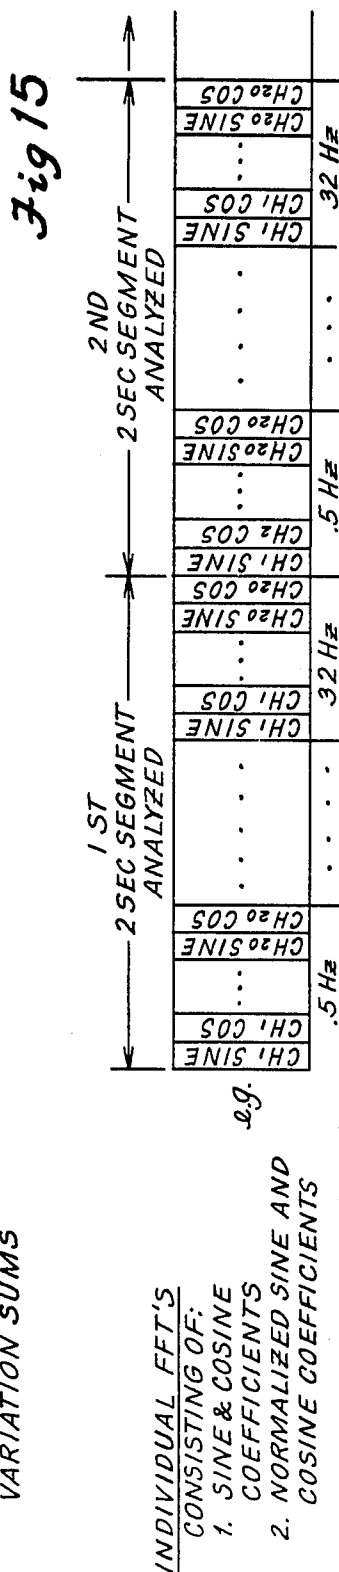 VARIATION SUMS
Fig 15
INDIVIDUAL FFT'S
CONSISTING OF:
1. SINE & COSINE
COEFFICIENTS
2. NORMALIZED SINE AND
COSINE COEFFICIENTS
e.g.
1 ST
2 SEC SEGMENT
ANALYZED
2 ND
2 SEC SEGMENT
ANALYZED
CH1 SINE
CH1 COS
...
CH20 SINE
CH20 COS
. . . .
CH1 SINE
CH1 COS
...
CH20 SINE
CH20 COS
CH1 SINE
CH2 COS
...
CH20 SINE
CH20 COS
. . . .
CH1 SINE
CH1 COS
...
CH20 SINE
CH20 COS
.5 Hz
. . . .
32 Hz
.5 Hz
. . .
32 Hz